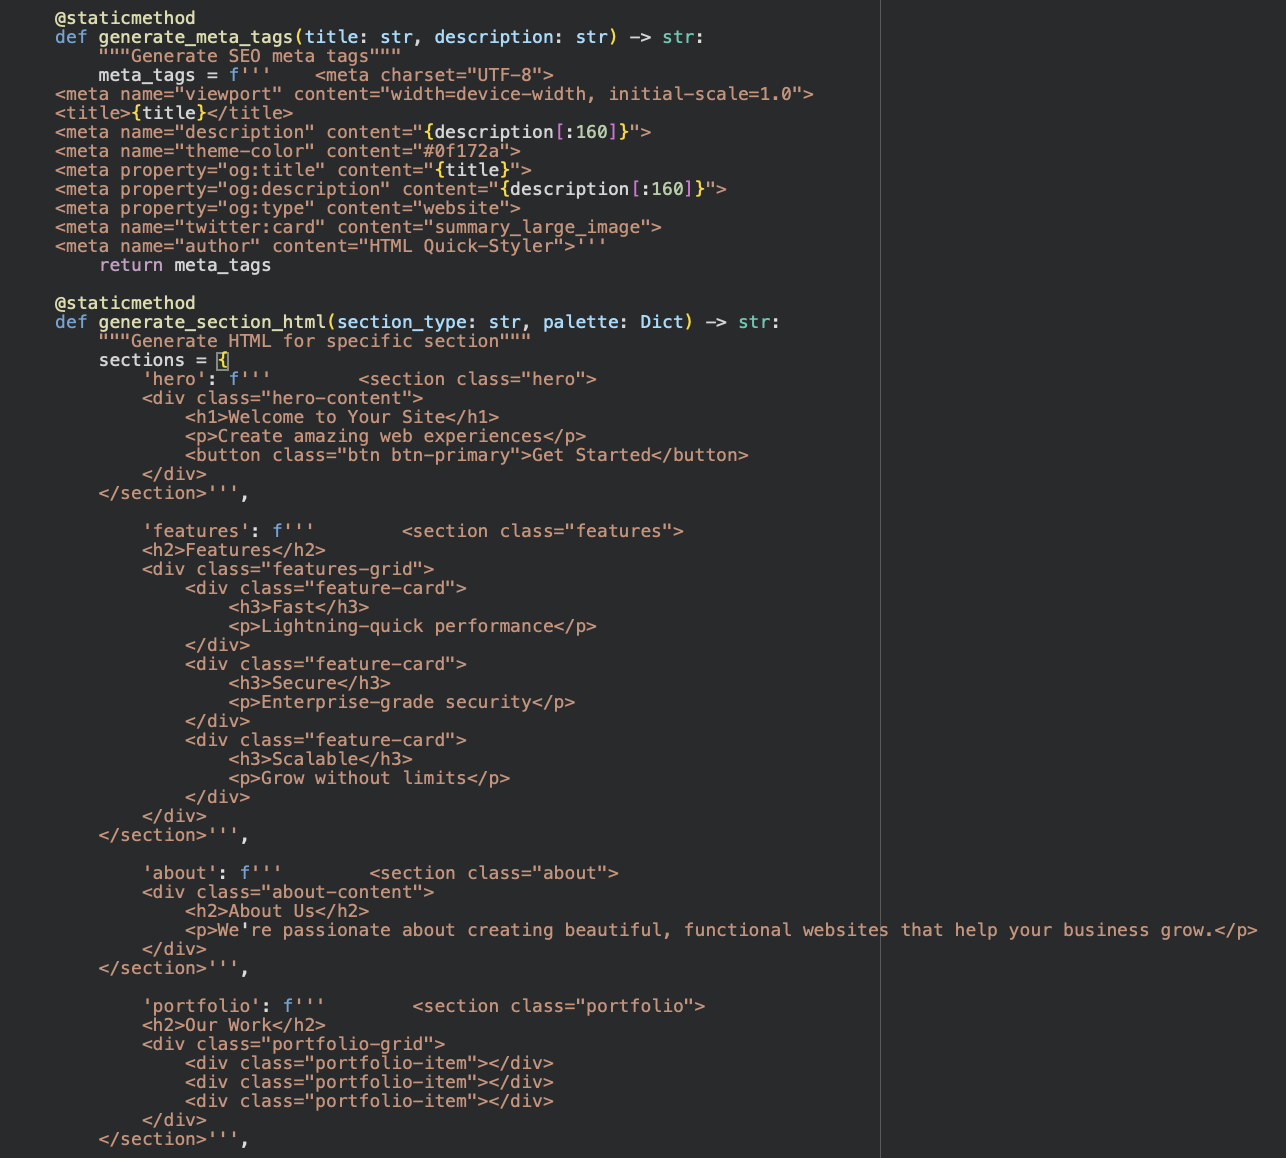 @staticmethod
def generate_meta_tags(title: str, description: str) -> str:
    """Generate SEO meta tags"""
    meta_tags = f'''    <meta charset="UTF-8">
<meta name="viewport" content="width=device-width, initial-scale=1.0">
<title>{title}</title>
<meta name="description" content="{description[:160]}">
<meta name="theme-color" content="#0f172a">
<meta property="og:title" content="{title}">
<meta property="og:description" content="{description[:160]}">
<meta property="og:type" content="website">
<meta name="twitter:card" content="summary_large_image">
<meta name="author" content="HTML Quick-Styler">'''
    return meta_tags

@staticmethod
def generate_section_html(section_type: str, palette: Dict) -> str:
    """Generate HTML for specific section"""
    sections = {
        'hero': f'''        <section class="hero">
        <div class="hero-content">
            <h1>Welcome to Your Site</h1>
            <p>Create amazing web experiences</p>
            <button class="btn btn-primary">Get Started</button>
        </div>
    </section>''',

        'features': f'''        <section class="features">
        <h2>Features</h2>
        <div class="features-grid">
            <div class="feature-card">
                <h3>Fast</h3>
                <p>Lightning-quick performance</p>
            </div>
            <div class="feature-card">
                <h3>Secure</h3>
                <p>Enterprise-grade security</p>
            </div>
            <div class="feature-card">
                <h3>Scalable</h3>
                <p>Grow without limits</p>
            </div>
        </div>
    </section>''',

        'about': f'''        <section class="about">
        <div class="about-content">
            <h2>About Us</h2>
            <p>We're passionate about creating beautiful, functional websites that help your business grow.</p>
        </div>
    </section>''',

        'portfolio': f'''        <section class="portfolio">
        <h2>Our Work</h2>
        <div class="portfolio-grid">
            <div class="portfolio-item"></div>
            <div class="portfolio-item"></div>
            <div class="portfolio-item"></div>
        </div>
    </section>''',